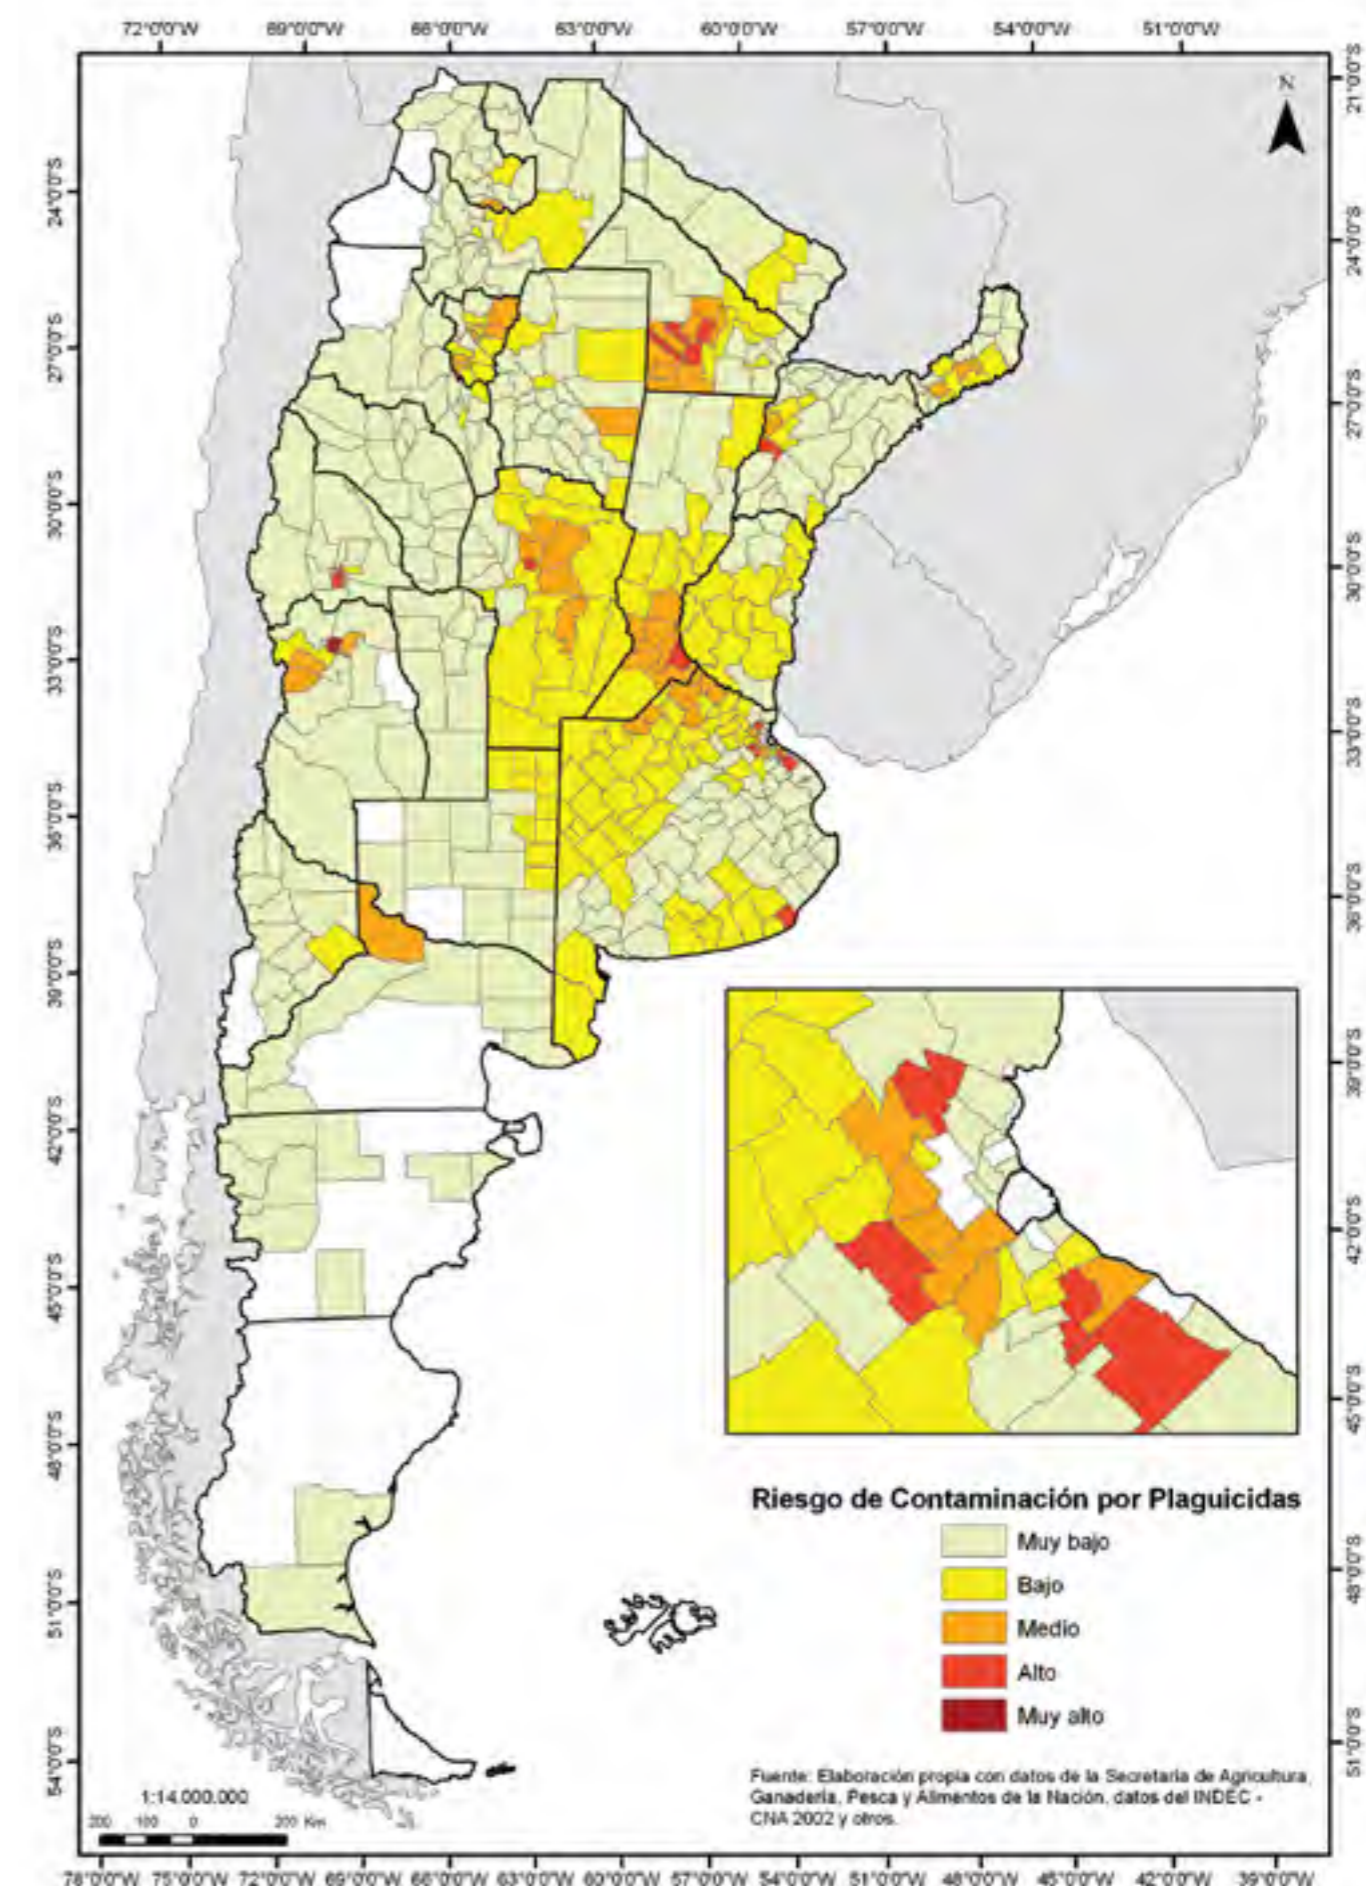 72°0'0"W 69°0'0"W 66°0'0"W 63°0'0"W 60°0'0"W 57°0'0"W 54°0'0"W 51°0'0"W
N
24°0'0"S
27°0'0"S
30°0'0"S
33°0'0"S
36°0'0"S
39°0'0"S
42°0'0"S
45°0'0"S
48°0'0"S
51°0'0"S
54°0'0"S
21°0'0"S
24°0'0"S
27°0'0"S
30°0'0"S
33°0'0"S
36°0'0"S
39°0'0"S
42°0'0"S
45°0'0"S
48°0'0"S
51°0'0"S
Riesgo de Contaminación por Plaguicidas
Muy bajo
Bajo
Medio
Alto
Muy alto
Fuente: Elaboración propia con datos de la Secretaría de Agricultura,
Ganadería, Pesca y Alimentos de la Nación, datos del INDEC -
CNA 2002 y otros.
1:14.000.000
200 100 0 200 Km
78°0'0"W 75°0'0"W 72°0'0"W 69°0'0"W 66°0'0"W 63°0'0"W 60°0'0"W 57°0'0"W 54°0'0"W 51°0'0"W 48°0'0"W 45°0'0"W 42°0'0"W 39°0'0"W